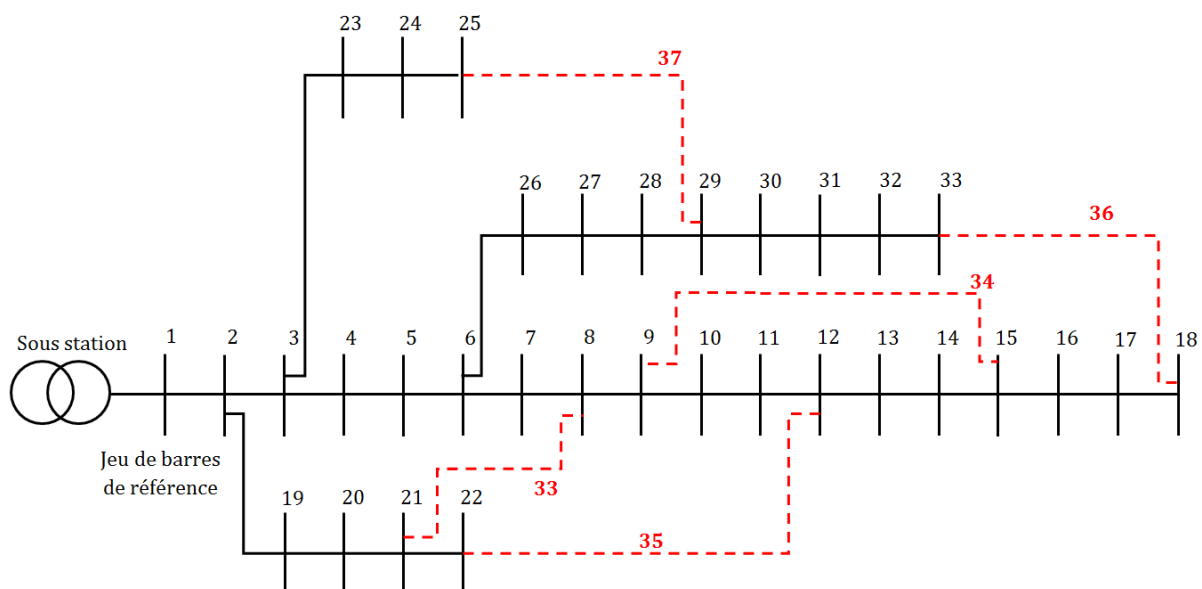 23 24 25
37
26 27 28 29 30 31 32 33
36
34
Sous station
1 2 3 4 5 6 7 8 9 10 11 12 13 14 15 16 17 18
Jeu de barres
de référence
33
19 20 21 22
35